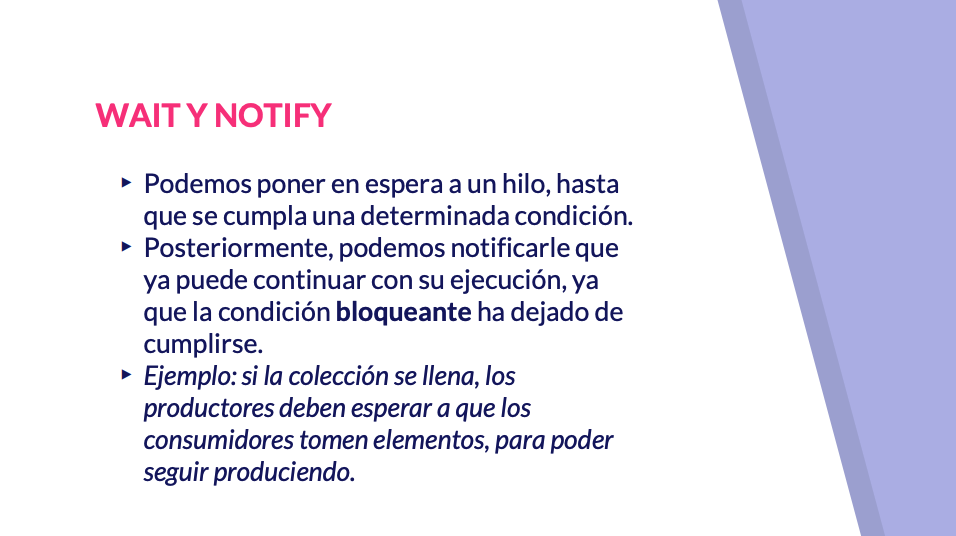 WAIT Y NOTIFY
▸ Podemos poner en espera a un hilo, hasta
que se cumpla una determinada condición.
▸ Posteriormente, podemos notificarle que
ya puede continuar con su ejecución, ya
que la condición bloqueante ha dejado de
cumplirse.
▸ Ejemplo: si la colección se llena, los
productores deben esperar a que los
consumidores tomen elementos, para poder
seguir produciendo.